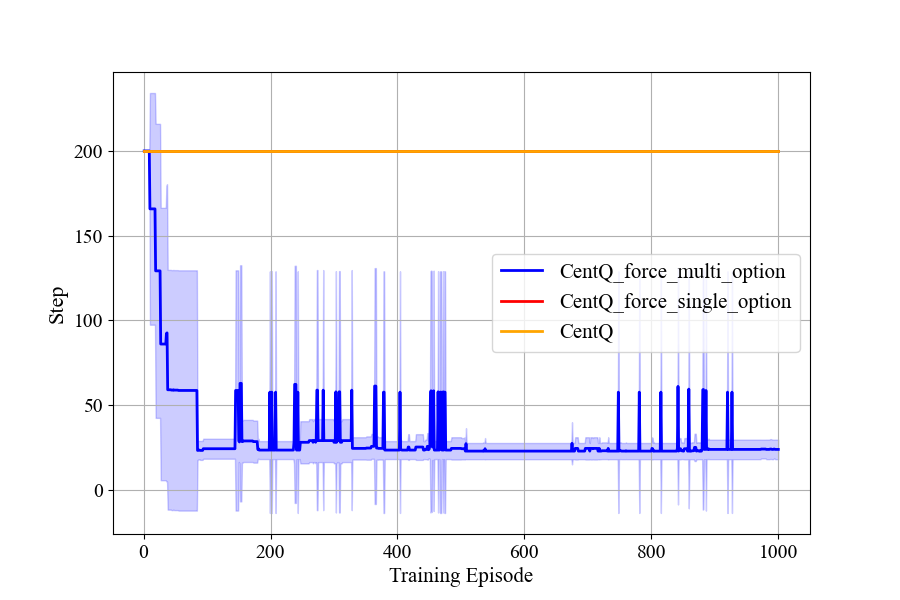 200
150
100
50
0
Step
CentQ_force_multi_option
CentQ_force_single_option
CentQ
0 200 400 600 800 1000
Training Episode